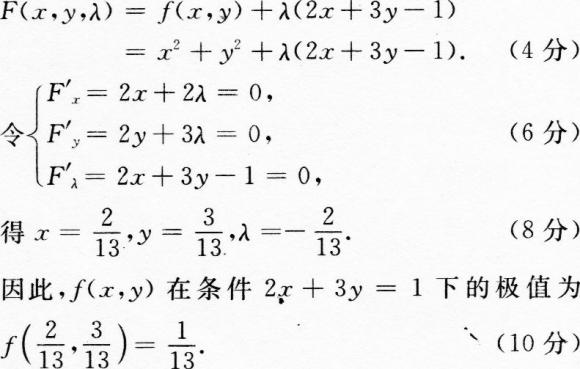 F(x,y,λ) = f(x,y) + λ(2x + 3y − 1)
= x² + y² + λ(2x + 3y − 1). (4 分)
令{F′ₓ = 2x + 2λ = 0,
F′ᵧ = 2y + 3λ = 0, (6 分)
F′_λ = 2x + 3y − 1 = 0,
得 x = 2/13, y = 3/13, λ = −2/13. (8 分)
因此,f(x,y) 在条件 2x + 3y = 1 下的极值为
f(2/13, 3/13) = 1/13. (10 分)